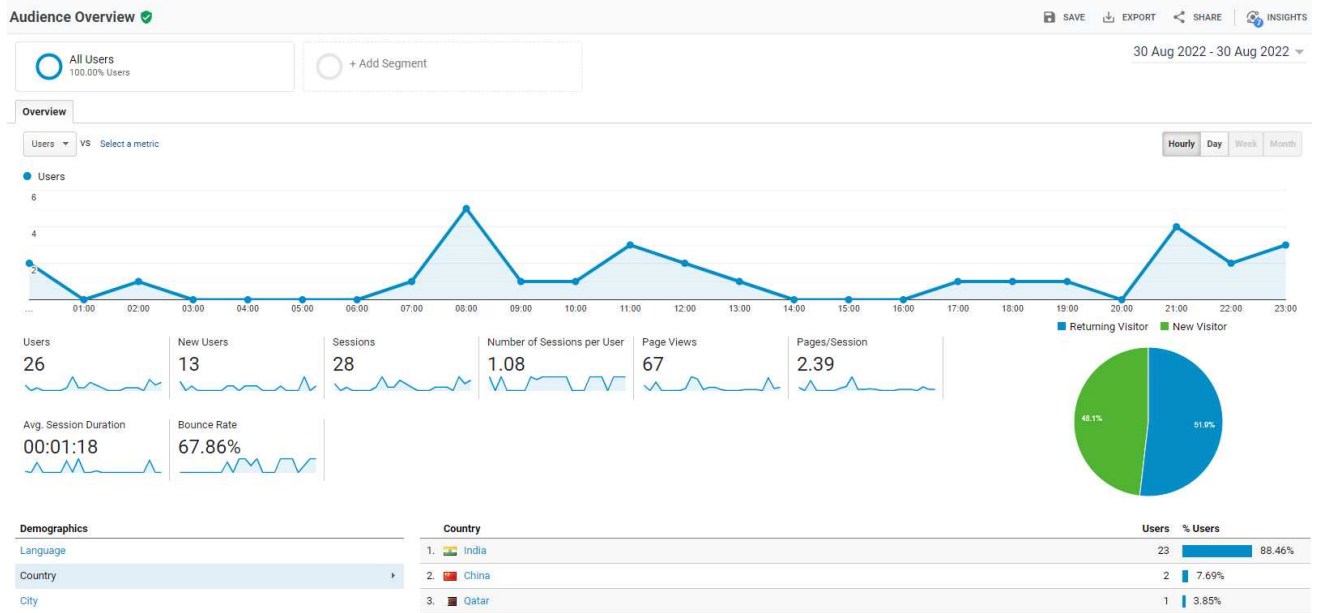 Audience Overview
SAVE EXPORT SHARE 7 INSIGHTS
All Users
100.00% Users
+ Add Segment
30 Aug 2022 - 30 Aug 2022
Overview
Users VS Select a metric
Hourly Day Week Month
Users
6
4
2
... 01:00 02:00 03:00 04:00 05:00 06:00 07:00 08:00 09:00 10:00 11:00 12:00 13:00 14:00 15:00 16:00 17:00 18:00 19:00 20:00 21:00 22:00 23:00
Returning Visitor New Visitor
Users New Users Sessions Number of Sessions per User Page Views Pages/Session
26 13 28 1.08 67 2.39
48.1% 51.9%
Avg. Session Duration Bounce Rate
00:01:18 67.86%
Demographics Country Users % Users
Language 1. India 23 88.46%
Country 2. China 2 7.69%
City 3. Qatar 1 3.85%